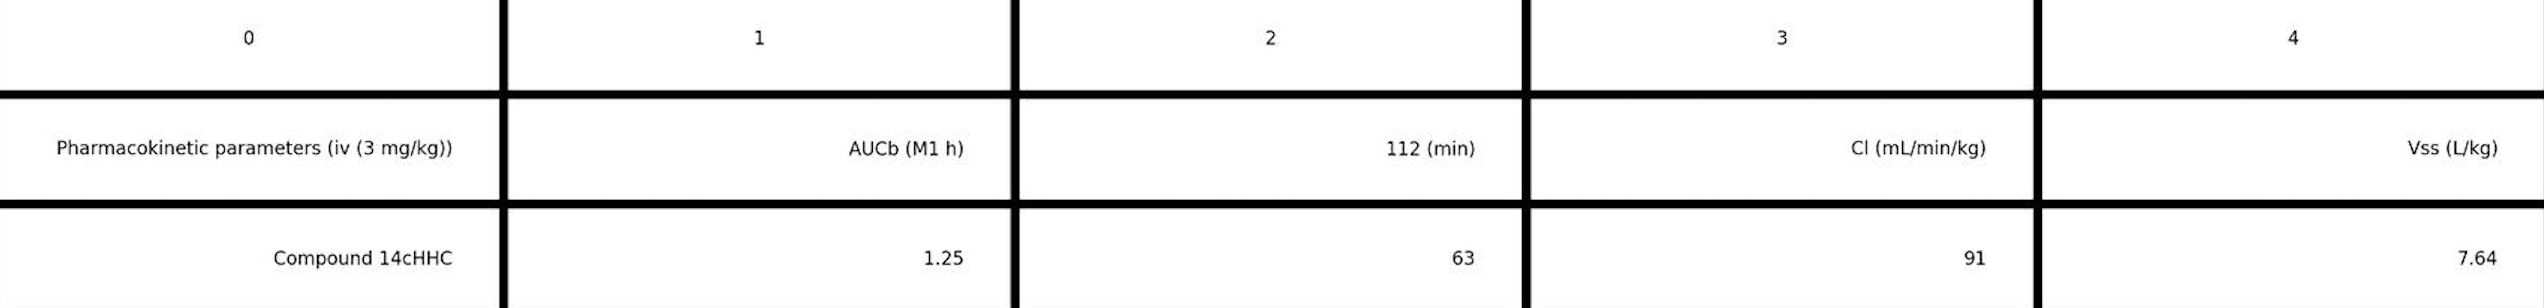 0 1 2 3 4
Pharmacokinetic parameters (iv (3 mg/kg)) AUCb (M1 h) 112 (min) Cl (mL/min/kg) Vss (L/kg)
Compound 14cHHC 1.25 63 91 7.64